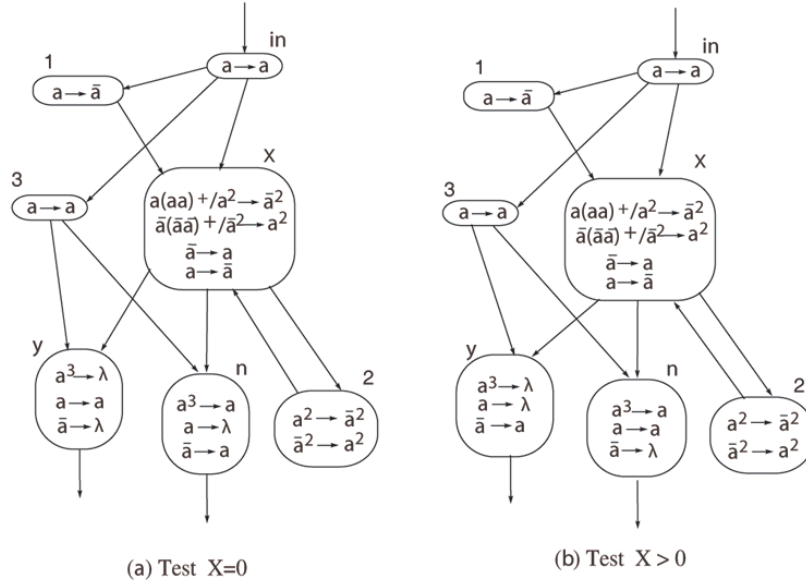 in
a→a
1
a→ā
3
a→a
X
a(aa)+/a²→ā²
ā(āā)+/ā²→a²
ā→a
a→ā
y
a³→λ
a→a
ā→λ
n
a³→a
a→λ
ā→a
2
a²→ā²
ā²→a²
(a) Test X=0
in
a→a
1
a→ā
3
a→a
X
a(aa)+/a²→ā²
ā(āā)+/ā²→a²
ā→a
a→ā
y
a³→λ
a→λ
ā→a
n
a³→a
a→a
ā→λ
2
a²→ā²
ā²→a²
(b) Test X > 0